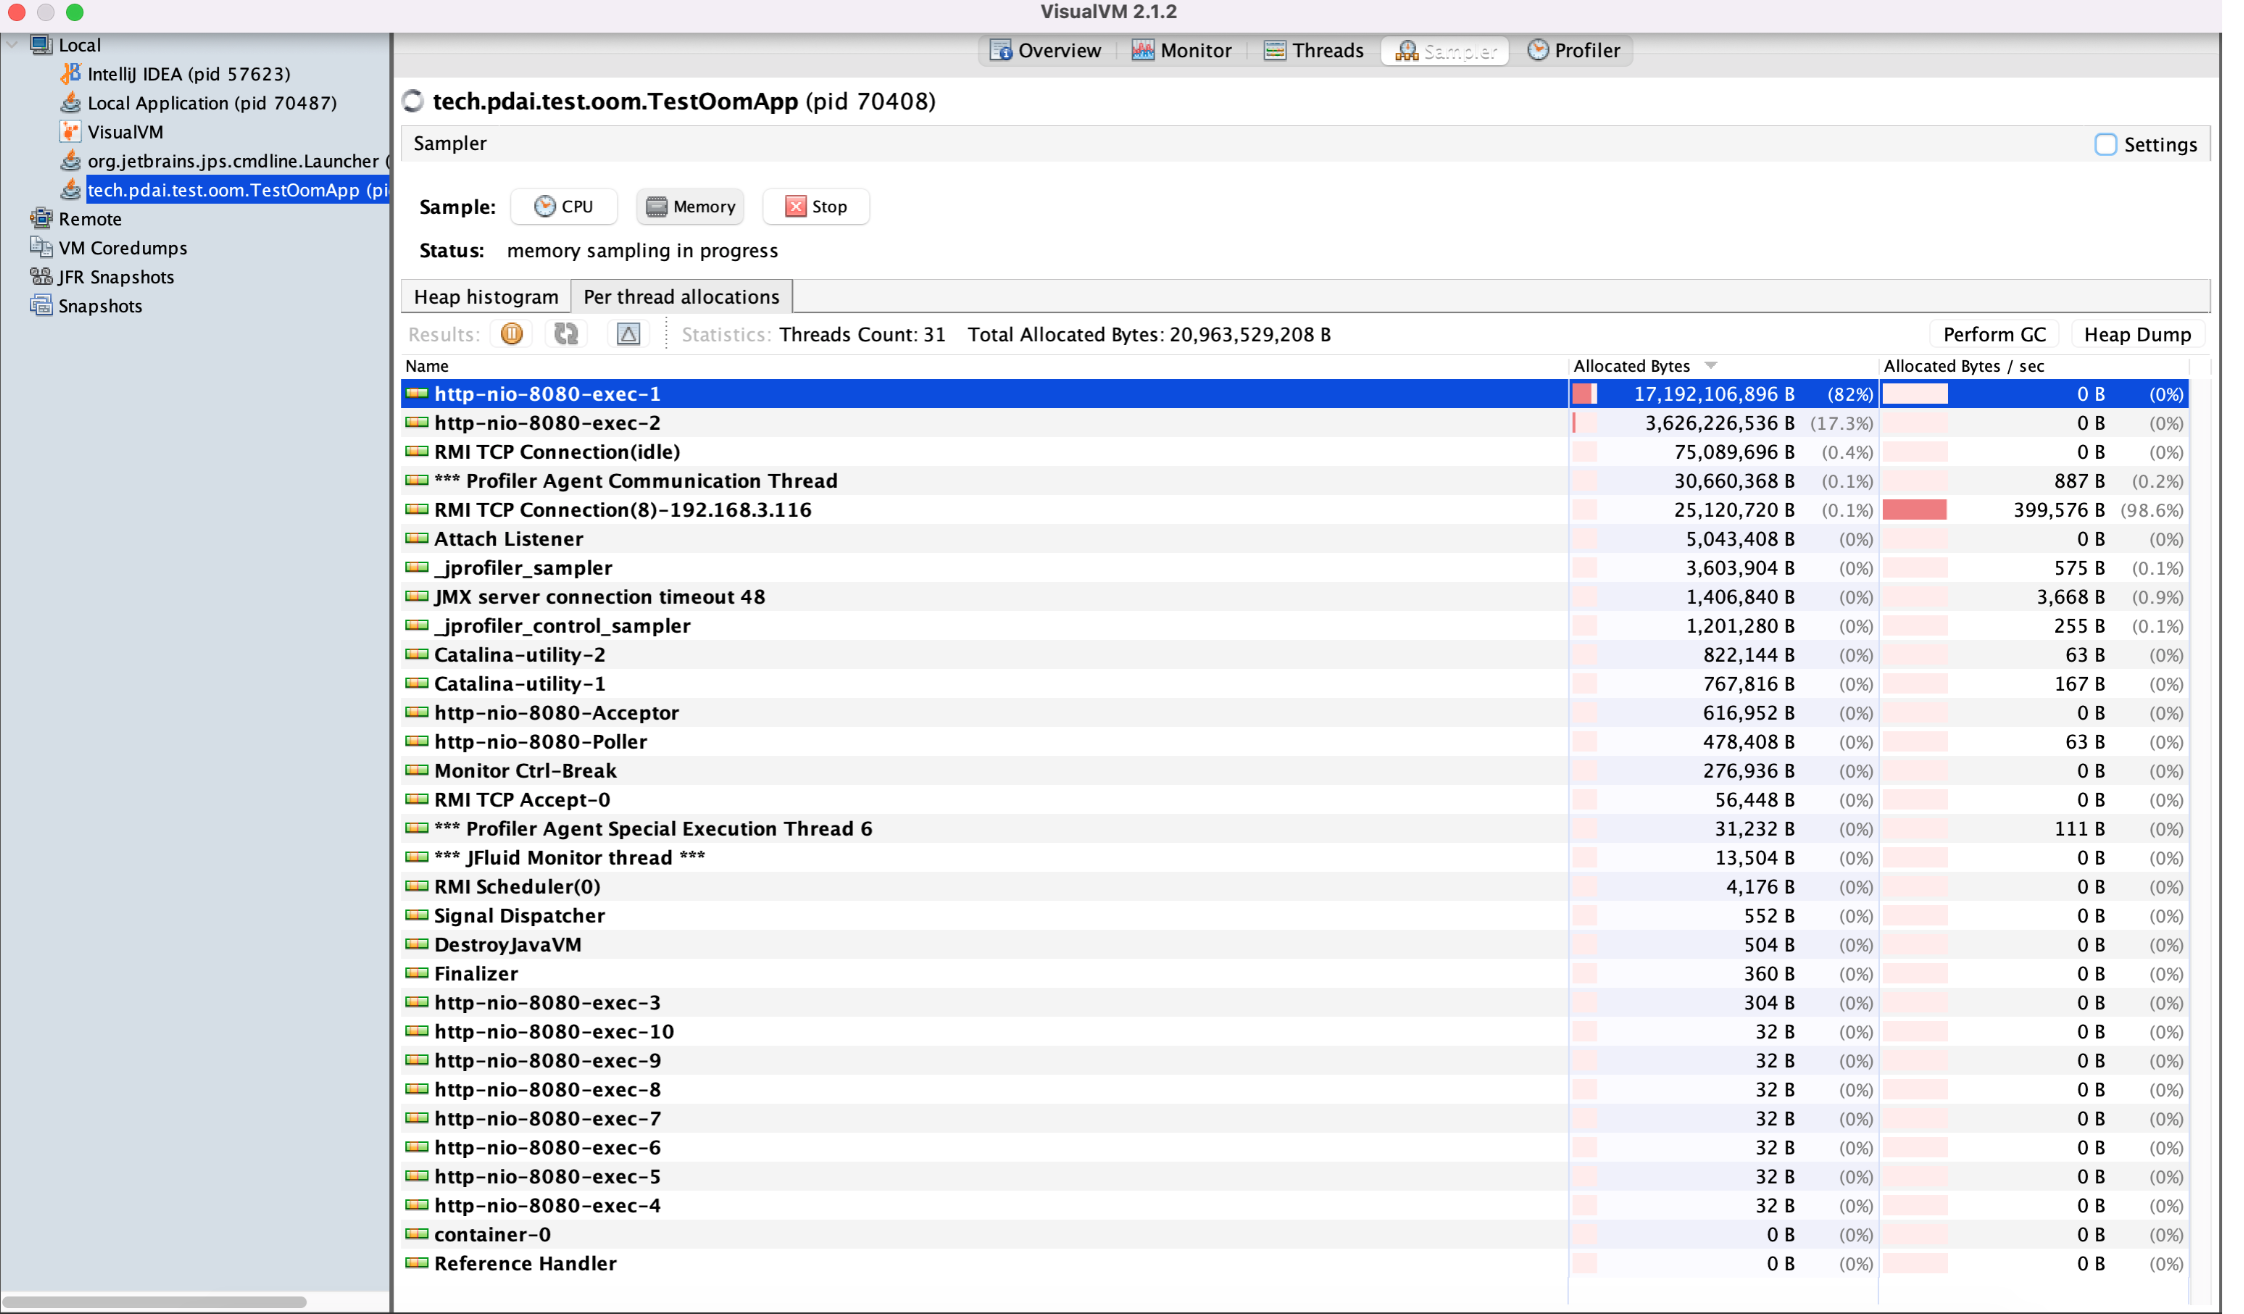 VisualVM 2.1.2
Local
IntelliJ IDEA (pid 57623)
Local Application (pid 70487)
VisualVM
org.jetbrains.jps.cmdline.Launcher (
tech.pdai.test.oom.TestOomApp (pi
Remote
VM Coredumps
JFR Snapshots
Snapshots
Overview Monitor Threads Sampler Profiler
tech.pdai.test.oom.TestOomApp (pid 70408)
Sampler Settings
Sample: CPU Memory Stop
Status: memory sampling in progress
Heap histogram Per thread allocations
Results: Statistics: Threads Count: 31 Total Allocated Bytes: 20,963,529,208 B Perform GC Heap Dump
Name Allocated Bytes Allocated Bytes / sec
http-nio-8080-exec-1 17,192,106,896 B (82%) 0 B (0%)
http-nio-8080-exec-2 3,626,226,536 B (17.3%) 0 B (0%)
RMI TCP Connection(idle) 75,089,696 B (0.4%) 0 B (0%)
*** Profiler Agent Communication Thread 30,660,368 B (0.1%) 887 B (0.2%)
RMI TCP Connection(8)-192.168.3.116 25,120,720 B (0.1%) 399,576 B (98.6%)
Attach Listener 5,043,408 B (0%) 0 B (0%)
_jprofiler_sampler 3,603,904 B (0%) 575 B (0.1%)
JMX server connection timeout 48 1,406,840 B (0%) 3,668 B (0.9%)
_jprofiler_control_sampler 1,201,280 B (0%) 255 B (0.1%)
Catalina-utility-2 822,144 B (0%) 63 B (0%)
Catalina-utility-1 767,816 B (0%) 167 B (0%)
http-nio-8080-Acceptor 616,952 B (0%) 0 B (0%)
http-nio-8080-Poller 478,408 B (0%) 63 B (0%)
Monitor Ctrl-Break 276,936 B (0%) 0 B (0%)
RMI TCP Accept-0 56,448 B (0%) 0 B (0%)
*** Profiler Agent Special Execution Thread 6 31,232 B (0%) 111 B (0%)
*** JFluid Monitor thread *** 13,504 B (0%) 0 B (0%)
RMI Scheduler(0) 4,176 B (0%) 0 B (0%)
Signal Dispatcher 552 B (0%) 0 B (0%)
DestroyJavaVM 504 B (0%) 0 B (0%)
Finalizer 360 B (0%) 0 B (0%)
http-nio-8080-exec-3 304 B (0%) 0 B (0%)
http-nio-8080-exec-10 32 B (0%) 0 B (0%)
http-nio-8080-exec-9 32 B (0%) 0 B (0%)
http-nio-8080-exec-8 32 B (0%) 0 B (0%)
http-nio-8080-exec-7 32 B (0%) 0 B (0%)
http-nio-8080-exec-6 32 B (0%) 0 B (0%)
http-nio-8080-exec-5 32 B (0%) 0 B (0%)
http-nio-8080-exec-4 32 B (0%) 0 B (0%)
container-0 0 B (0%) 0 B (0%)
Reference Handler 0 B (0%) 0 B (0%)